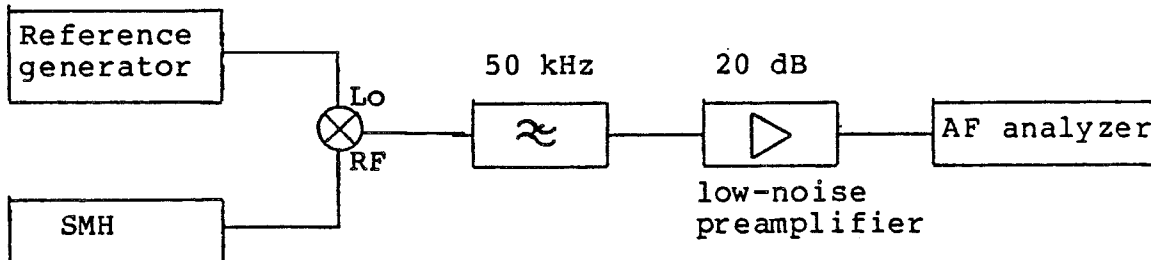 Reference
generator
50 kHz
20 dB
Lo
RF
AF analyzer
SMH
low-noise
preamplifier